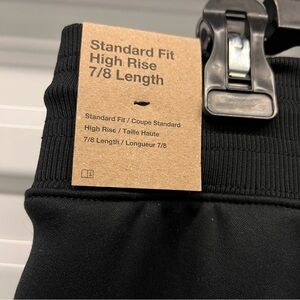 Standard Fit
High Rise
7/8 Length
Standard Fit / Coupe Standard
High Rise / Taille Haute
7/8 Length / Longueur 7/8